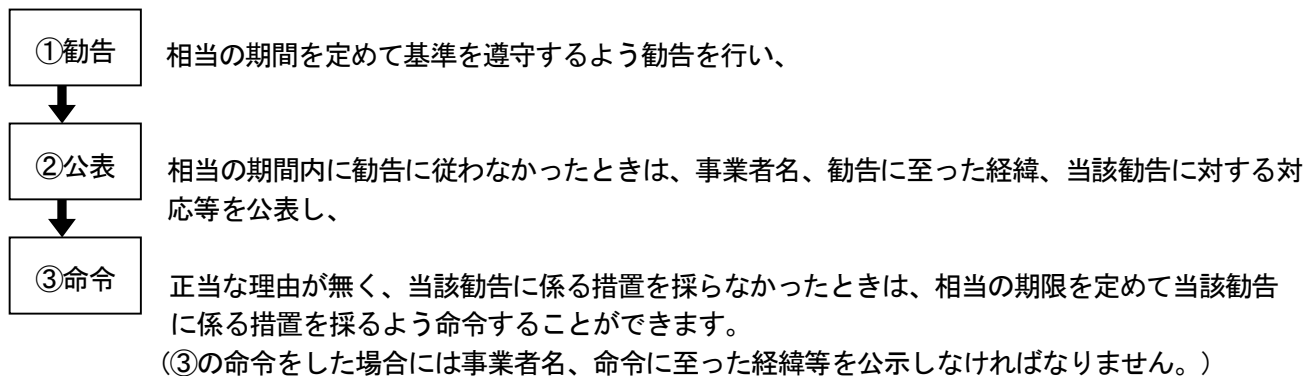 ①勧告
相当の期間を定めて基準を遵守するよう勧告を行い、
②公表
相当の期間内に勧告に従わなかったときは、事業者名、勧告に至った経緯、当該勧告に対する対
応等を公表し、
③命令
正当な理由が無く、当該勧告に係る措置を採らなかったときは、相当の期限を定めて当該勧告
に係る措置を採るよう命令することができます。
（③の命令をした場合には事業者名、命令に至った経緯等を公示しなければなりません。）